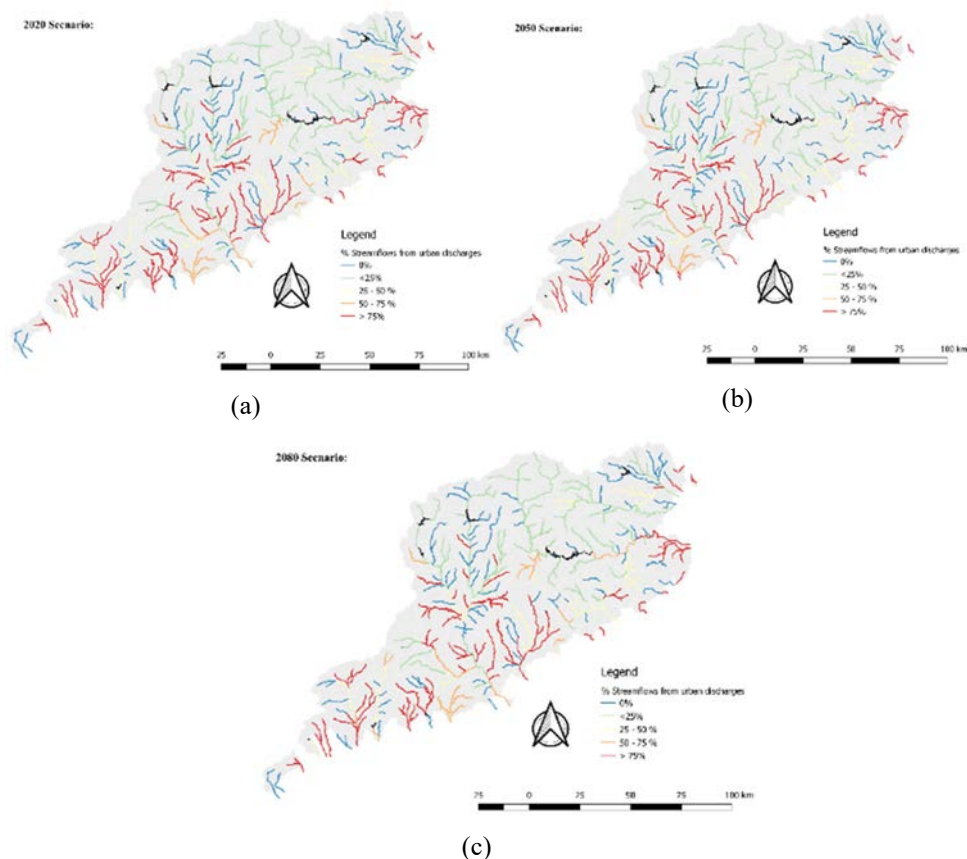 2020 Secnario:
Legend
% Streamflows from urban discharges
0%
<25%
25 - 50 %
50 - 75 %
> 75%
25 0 25 50 75 100 km
(a)
2050 Scenario:
Legend
% Streamflows from urban discharges
0%
<25%
25 - 50 %
50 - 75 %
> 75%
25 0 25 50 75 100 km
(b)
2080 Secnario:
Legend
% Streamflows from urban discharges
0%
<25%
25 - 50 %
50 - 75 %
> 75%
25 0 25 50 75 100 km
(c)